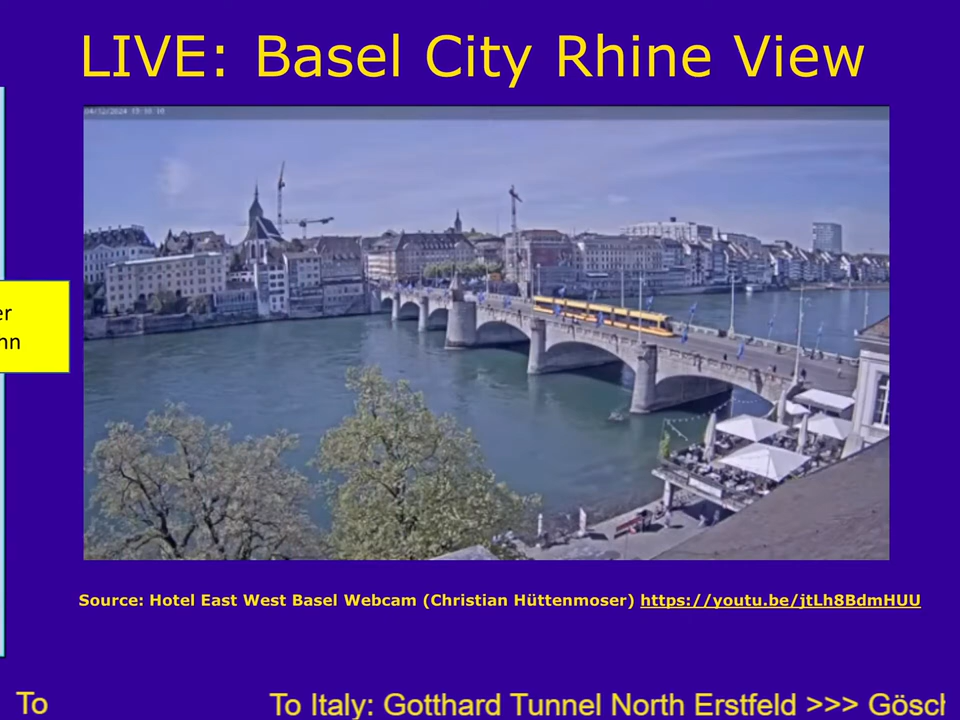 LIVE: Basel City Rhine View
er
nn
Source: Hotel East West Basel Webcam (Christian Hüttenmoser) https://youtu.be/jtLh8BdmHUU
To
To Italy: Gotthard Tunnel North Erstfeld >>> Gösch